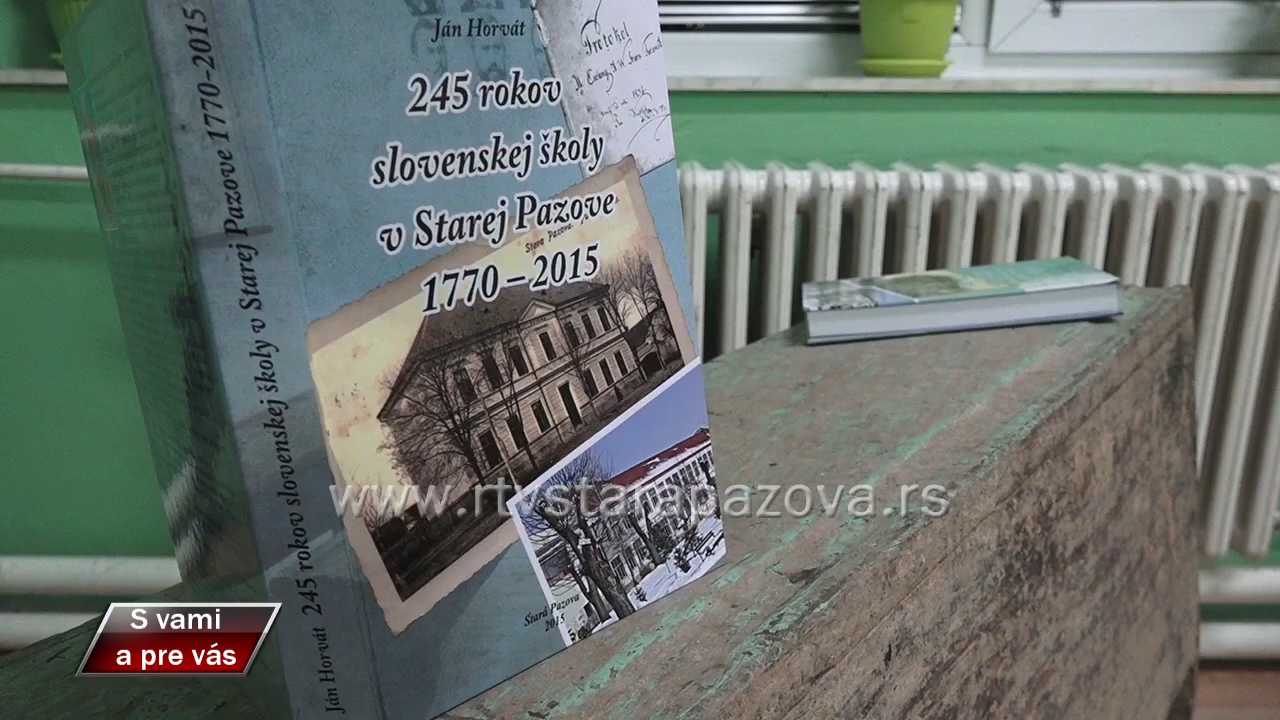 Ján Horvát
245 rokov
slovenskej školy
v Starej Pazove
1770 – 2015
Stara Pazova
Stará Pazova
2015
Ján Horvát 245 rokov slovenskej školy v Starej Pazove 1770-2015
Protokol
www.rtvstarapazova.rs
S vami
a pre vás